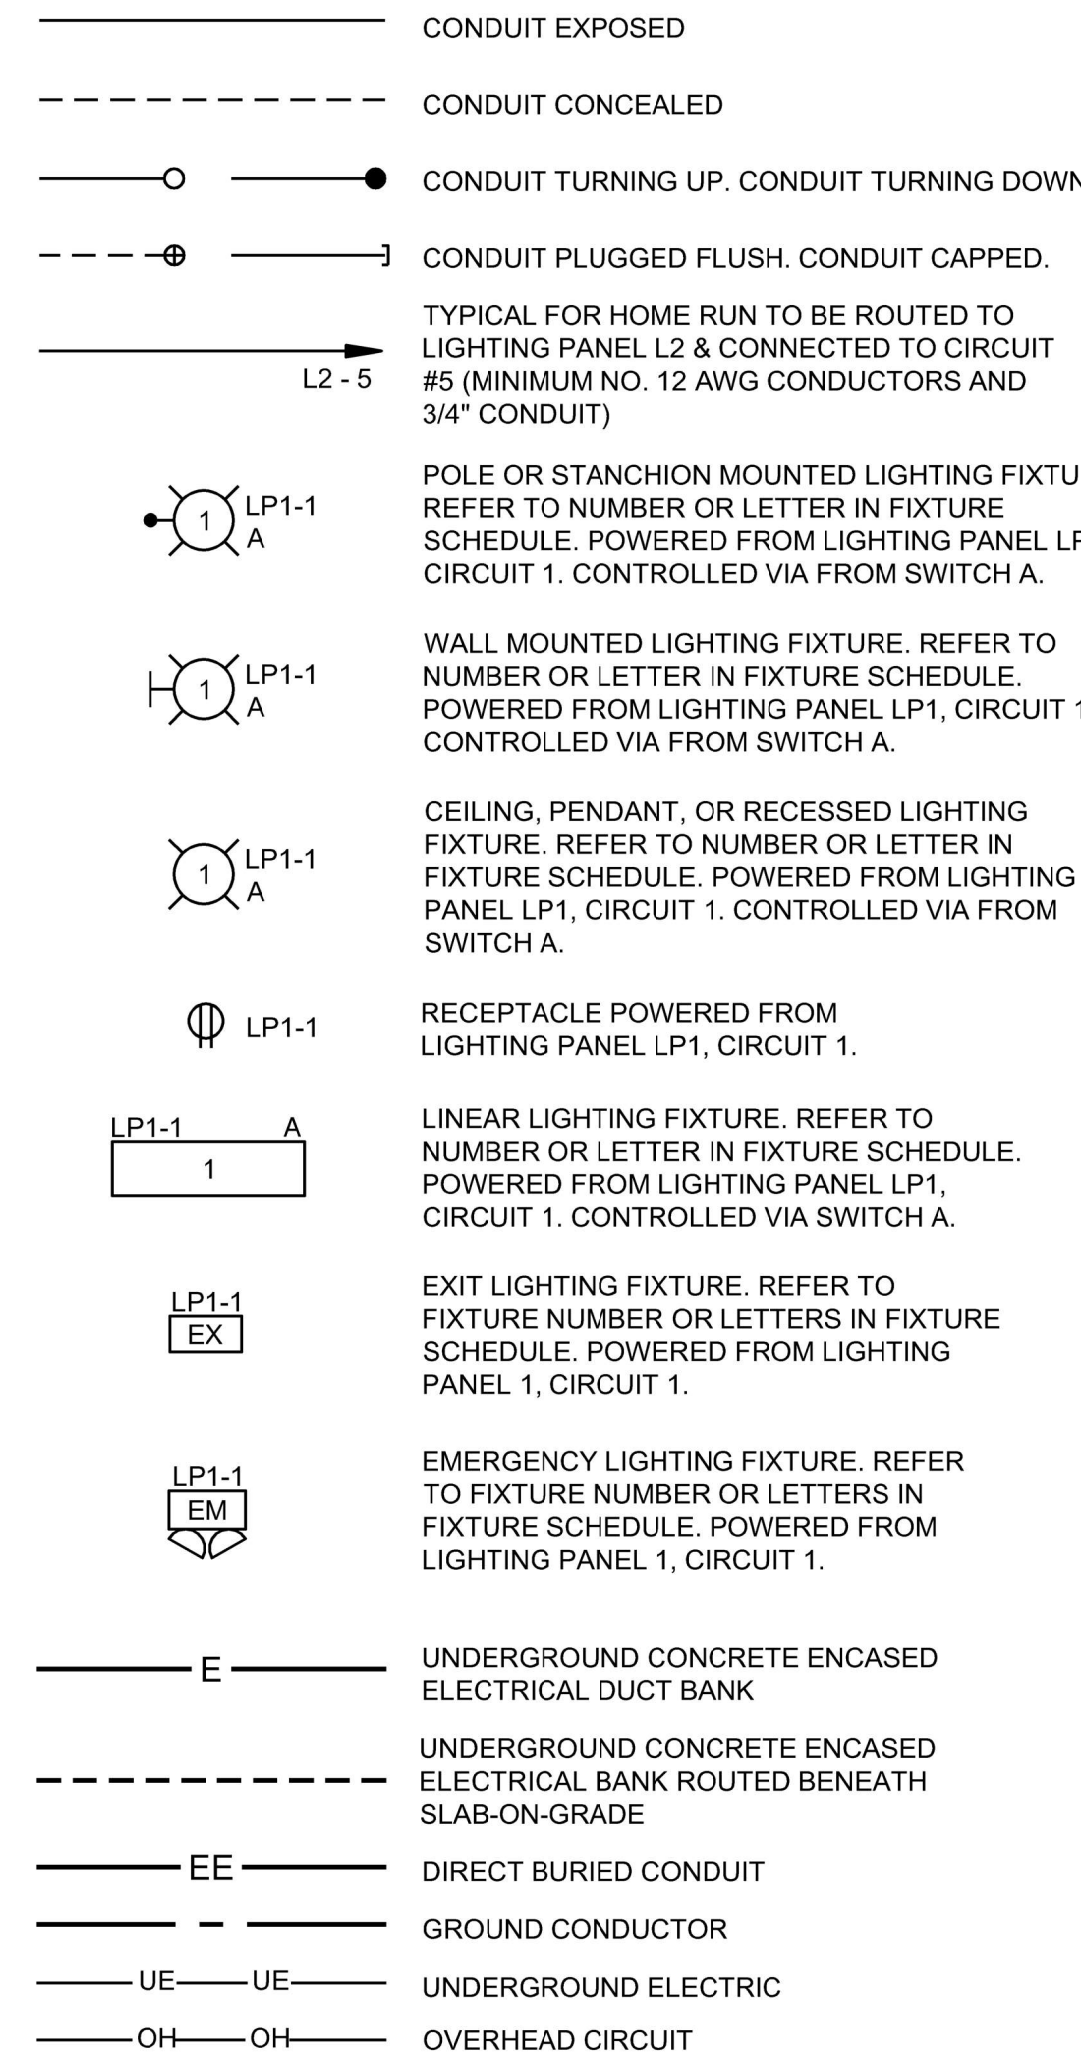 CONDUIT EXPOSED
CONDUIT CONCEALED
CONDUIT TURNING UP. CONDUIT TURNING DOWN
CONDUIT PLUGGED FLUSH. CONDUIT CAPPED.
L2 - 5
TYPICAL FOR HOME RUN TO BE ROUTED TO
LIGHTING PANEL L2 & CONNECTED TO CIRCUIT
#5 (MINIMUM NO. 12 AWG CONDUCTORS AND
3/4" CONDUIT)
1
LP1-1
A
POLE OR STANCHION MOUNTED LIGHTING
REFER TO NUMBER OR LETTER IN FIXTURE
SCHEDULE. POWERED FROM LIGHTING PANEL
CIRCUIT 1. CONTROLLED VIA FROM SWITCH A.
1
LP1-1
A
WALL MOUNTED LIGHTING FIXTURE. REFER TO
NUMBER OR LETTER IN FIXTURE SCHEDULE.
POWERED FROM LIGHTING PANEL LP1, CIRCUIT 1
CONTROLLED VIA FROM SWITCH A.
1
LP1-1
A
CEILING, PENDANT, OR RECESSED LIGHTING
FIXTURE. REFER TO NUMBER OR LETTER IN
FIXTURE SCHEDULE. POWERED FROM LIGHTING
PANEL LP1, CIRCUIT 1. CONTROLLED VIA FROM
SWITCH A.
LP1-1
RECEPTACLE POWERED FROM
LIGHTING PANEL LP1, CIRCUIT 1.
LP1-1 A
1
LINEAR LIGHTING FIXTURE. REFER TO
NUMBER OR LETTER IN FIXTURE SCHEDULE.
POWERED FROM LIGHTING PANEL LP1,
CIRCUIT 1. CONTROLLED VIA SWITCH A.
LP1-1
EX
EXIT LIGHTING FIXTURE. REFER TO
FIXTURE NUMBER OR LETTERS IN FIXTURE
SCHEDULE. POWERED FROM LIGHTING
PANEL 1, CIRCUIT 1.
LP1-1
EM
EMERGENCY LIGHTING FIXTURE. REFER
TO FIXTURE NUMBER OR LETTERS IN
FIXTURE SCHEDULE. POWERED FROM
LIGHTING PANEL 1, CIRCUIT 1.
E
UNDERGROUND CONCRETE ENCASED
ELECTRICAL DUCT BANK
UNDERGROUND CONCRETE ENCASED
ELECTRICAL BANK ROUTED BENEATH
SLAB-ON-GRADE
EE
DIRECT BURIED CONDUIT
GROUND CONDUCTOR
UE UE
UNDERGROUND ELECTRIC
OH OH
OVERHEAD CIRCUIT